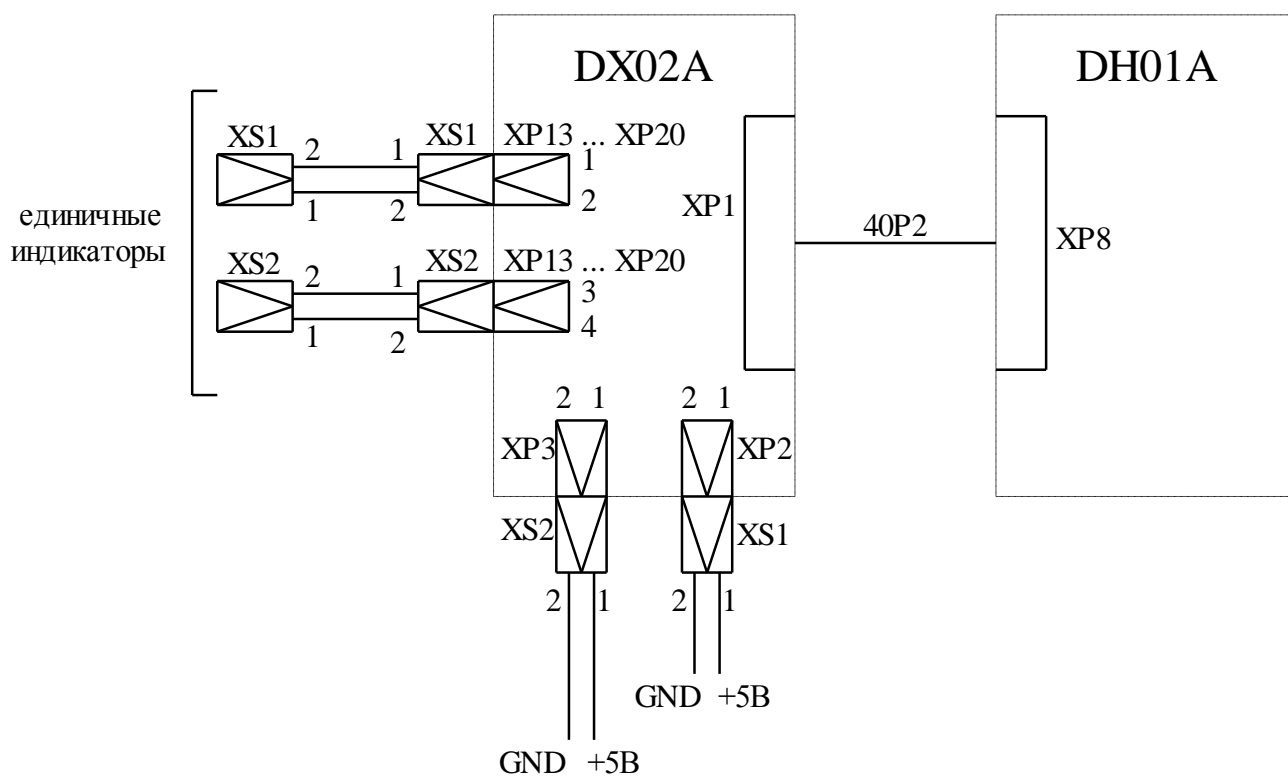 DX02A
DH01A
XS1
2
1
XS1
XP13 ... XP20
1
2
1
2
XP1
40P2
XP8
единичные
индикаторы
XS2
2
1
XS2
XP13 ... XP20
3
4
1
2
2 1
2 1
XP3
XP2
XS2
XS1
2 1
2 1
GND +5В
GND +5В